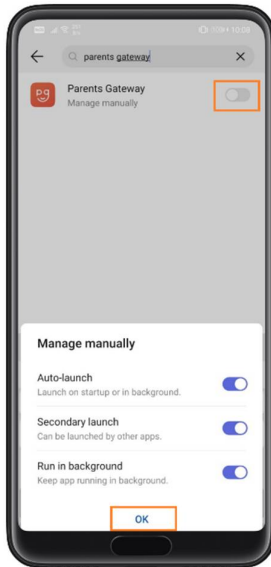 parents gateway
pg
Parents Gateway
Manage manually
Manage manually
Auto-launch
Launch on startup or in background.
Secondary launch
Can be launched by other apps.
Run in background
Keep app running in background.
OK